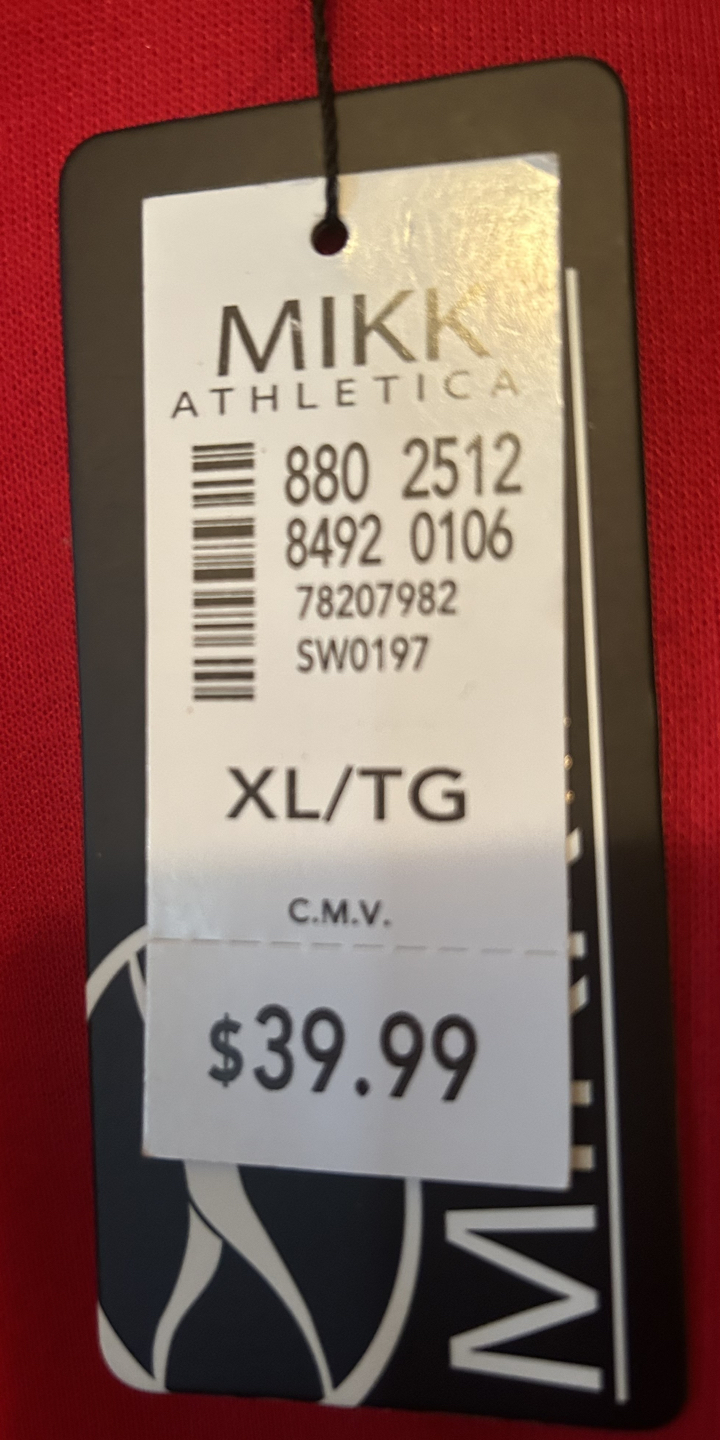 MIKK
ATHLETICA
880 2512
8492 0106
78207982
SW0197
XL/TG
C.M.V.
$39.99